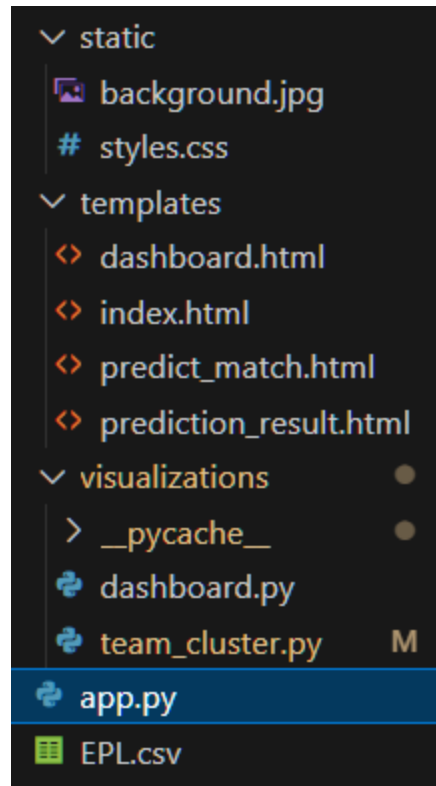 static
background.jpg
# styles.css
templates
<> dashboard.html
<> index.html
<> predict_match.html
<> prediction_result.html
visualizations
__pycache__
dashboard.py
team_cluster.py M
app.py
EPL.csv